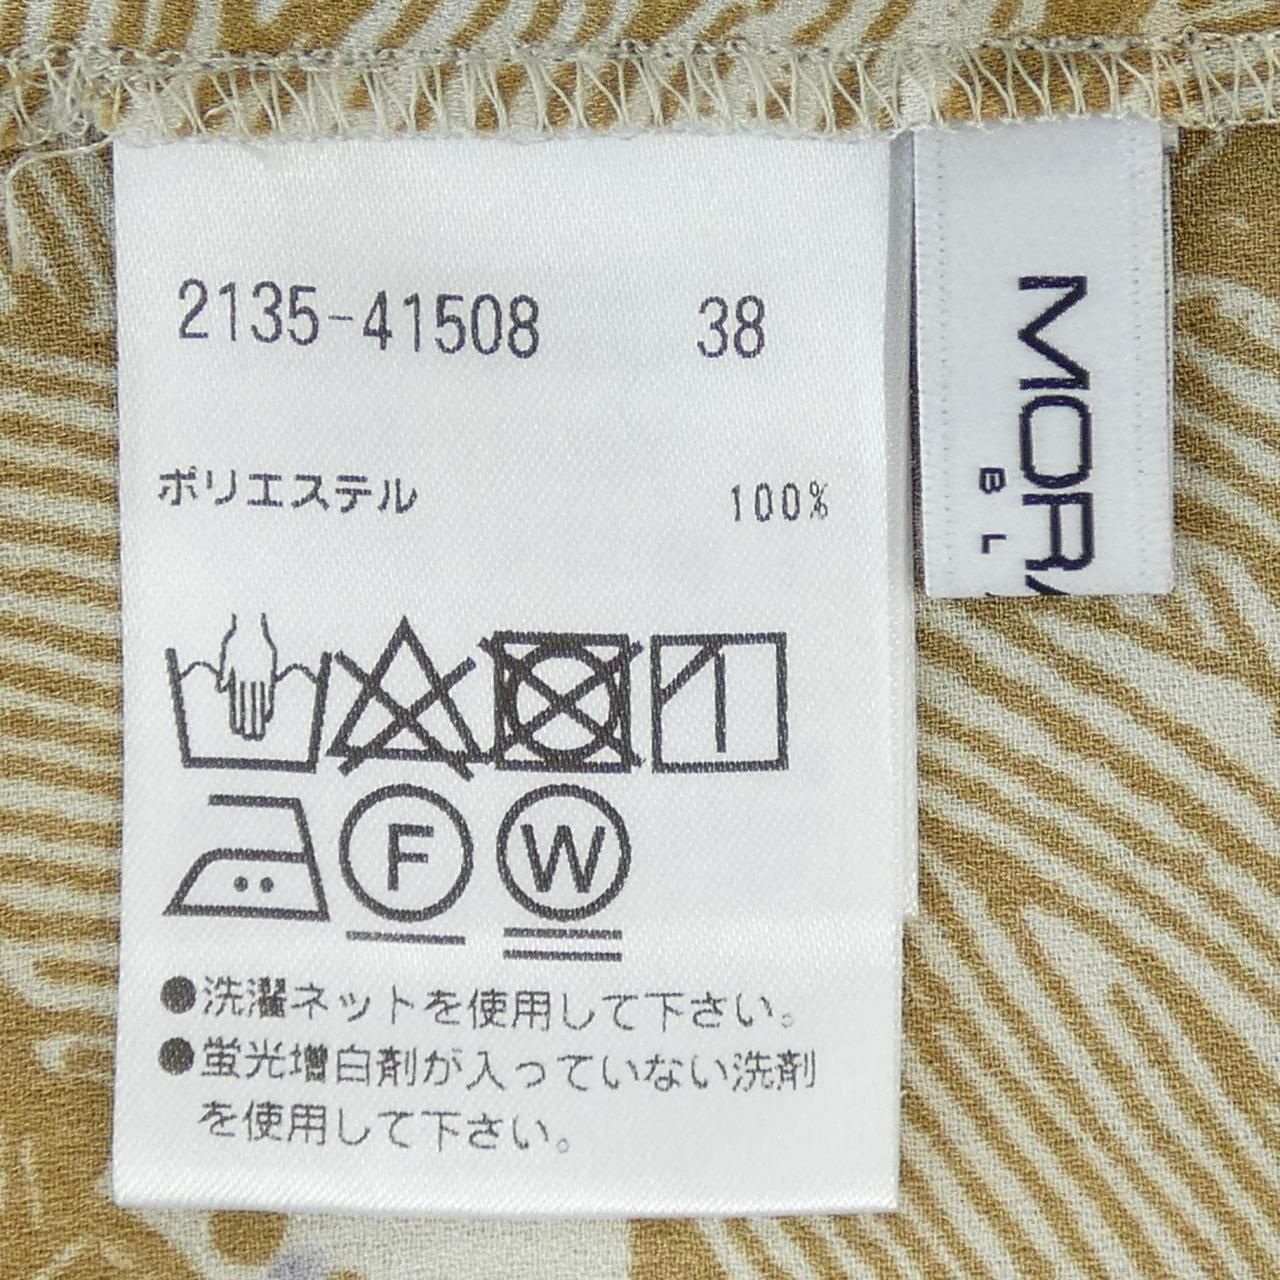 2135-41508 38
ポリエステル 100%
F W
●洗濯ネットを使用して下さい。
●蛍光増白剤が入っていない洗剤
を使用して下さい。
MOR
B L